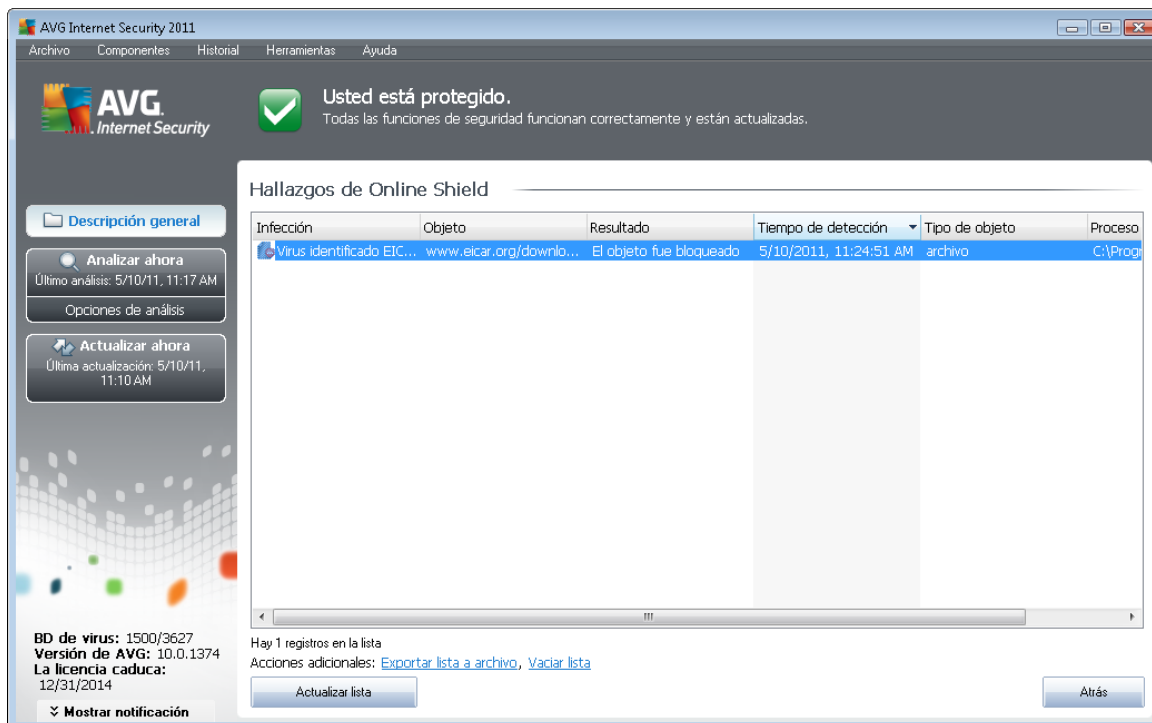 AVG Internet Security 2011
Archivo Componentes Historial Herramientas Ayuda
AVG.
Internet Security
Usted está protegido.
Todas las funciones de seguridad funcionan correctamente y están actualizadas.
Descripción general
Analizar ahora
Último análisis: 5/10/11, 11:17 AM
Opciones de análisis
Actualizar ahora
Última actualización: 5/10/11,
11:10 AM
BD de virus: 1500/3627
Versión de AVG: 10.0.1374
La licencia caduca:
12/31/2014
Mostrar notificación
Hallazgos de Online Shield
Infección Objeto Resultado Tiempo de detección Tipo de objeto Proceso
Virus identificado EIC... www.eicar.org/downlo... El objeto fue bloqueado 5/10/2011, 11:24:51 AM archivo C:\Progr
Hay 1 registros en la lista
Acciones adicionales: Exportar lista a archivo, Vaciar lista
Actualizar lista
Atrás